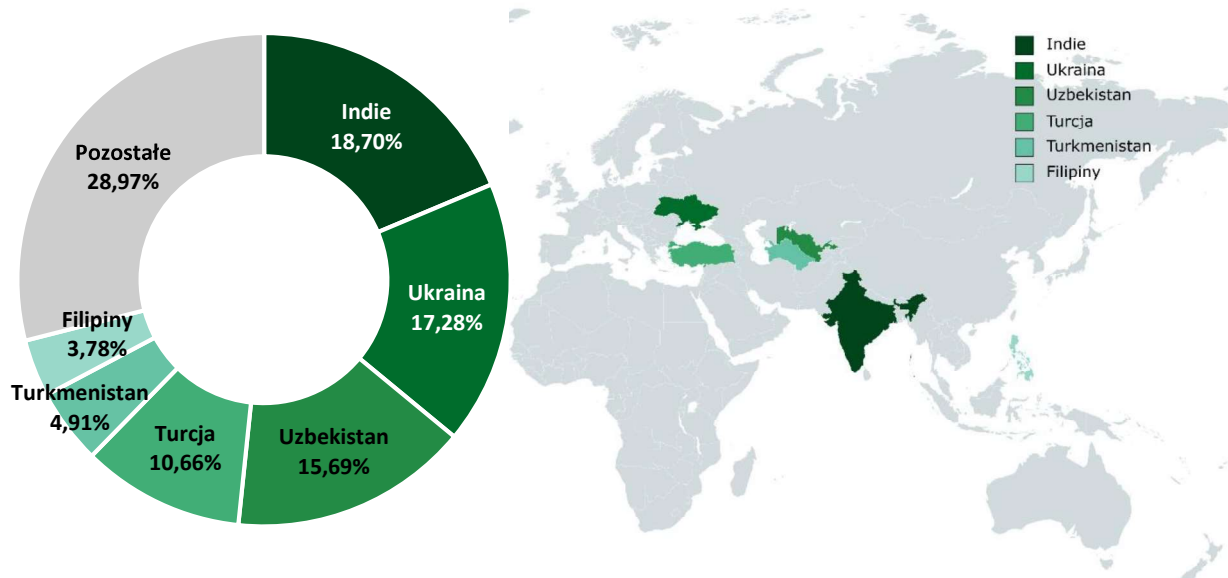 Indie
18,70%
Ukraina
17,28%
Uzbekistan
15,69%
Turcja
10,66%
Turkmenistan
4,91%
Filipiny
3,78%
Pozostałe
28,97%
Indie
Ukraina
Uzbekistan
Turcja
Turkmenistan
Filipiny